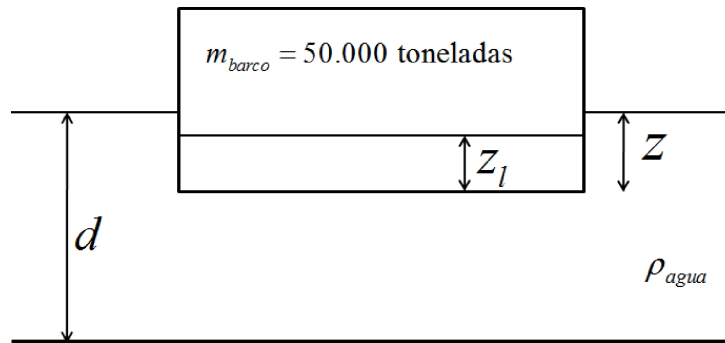 m_barco = 50.000 toneladas
z_l
z
d
ρ_agua